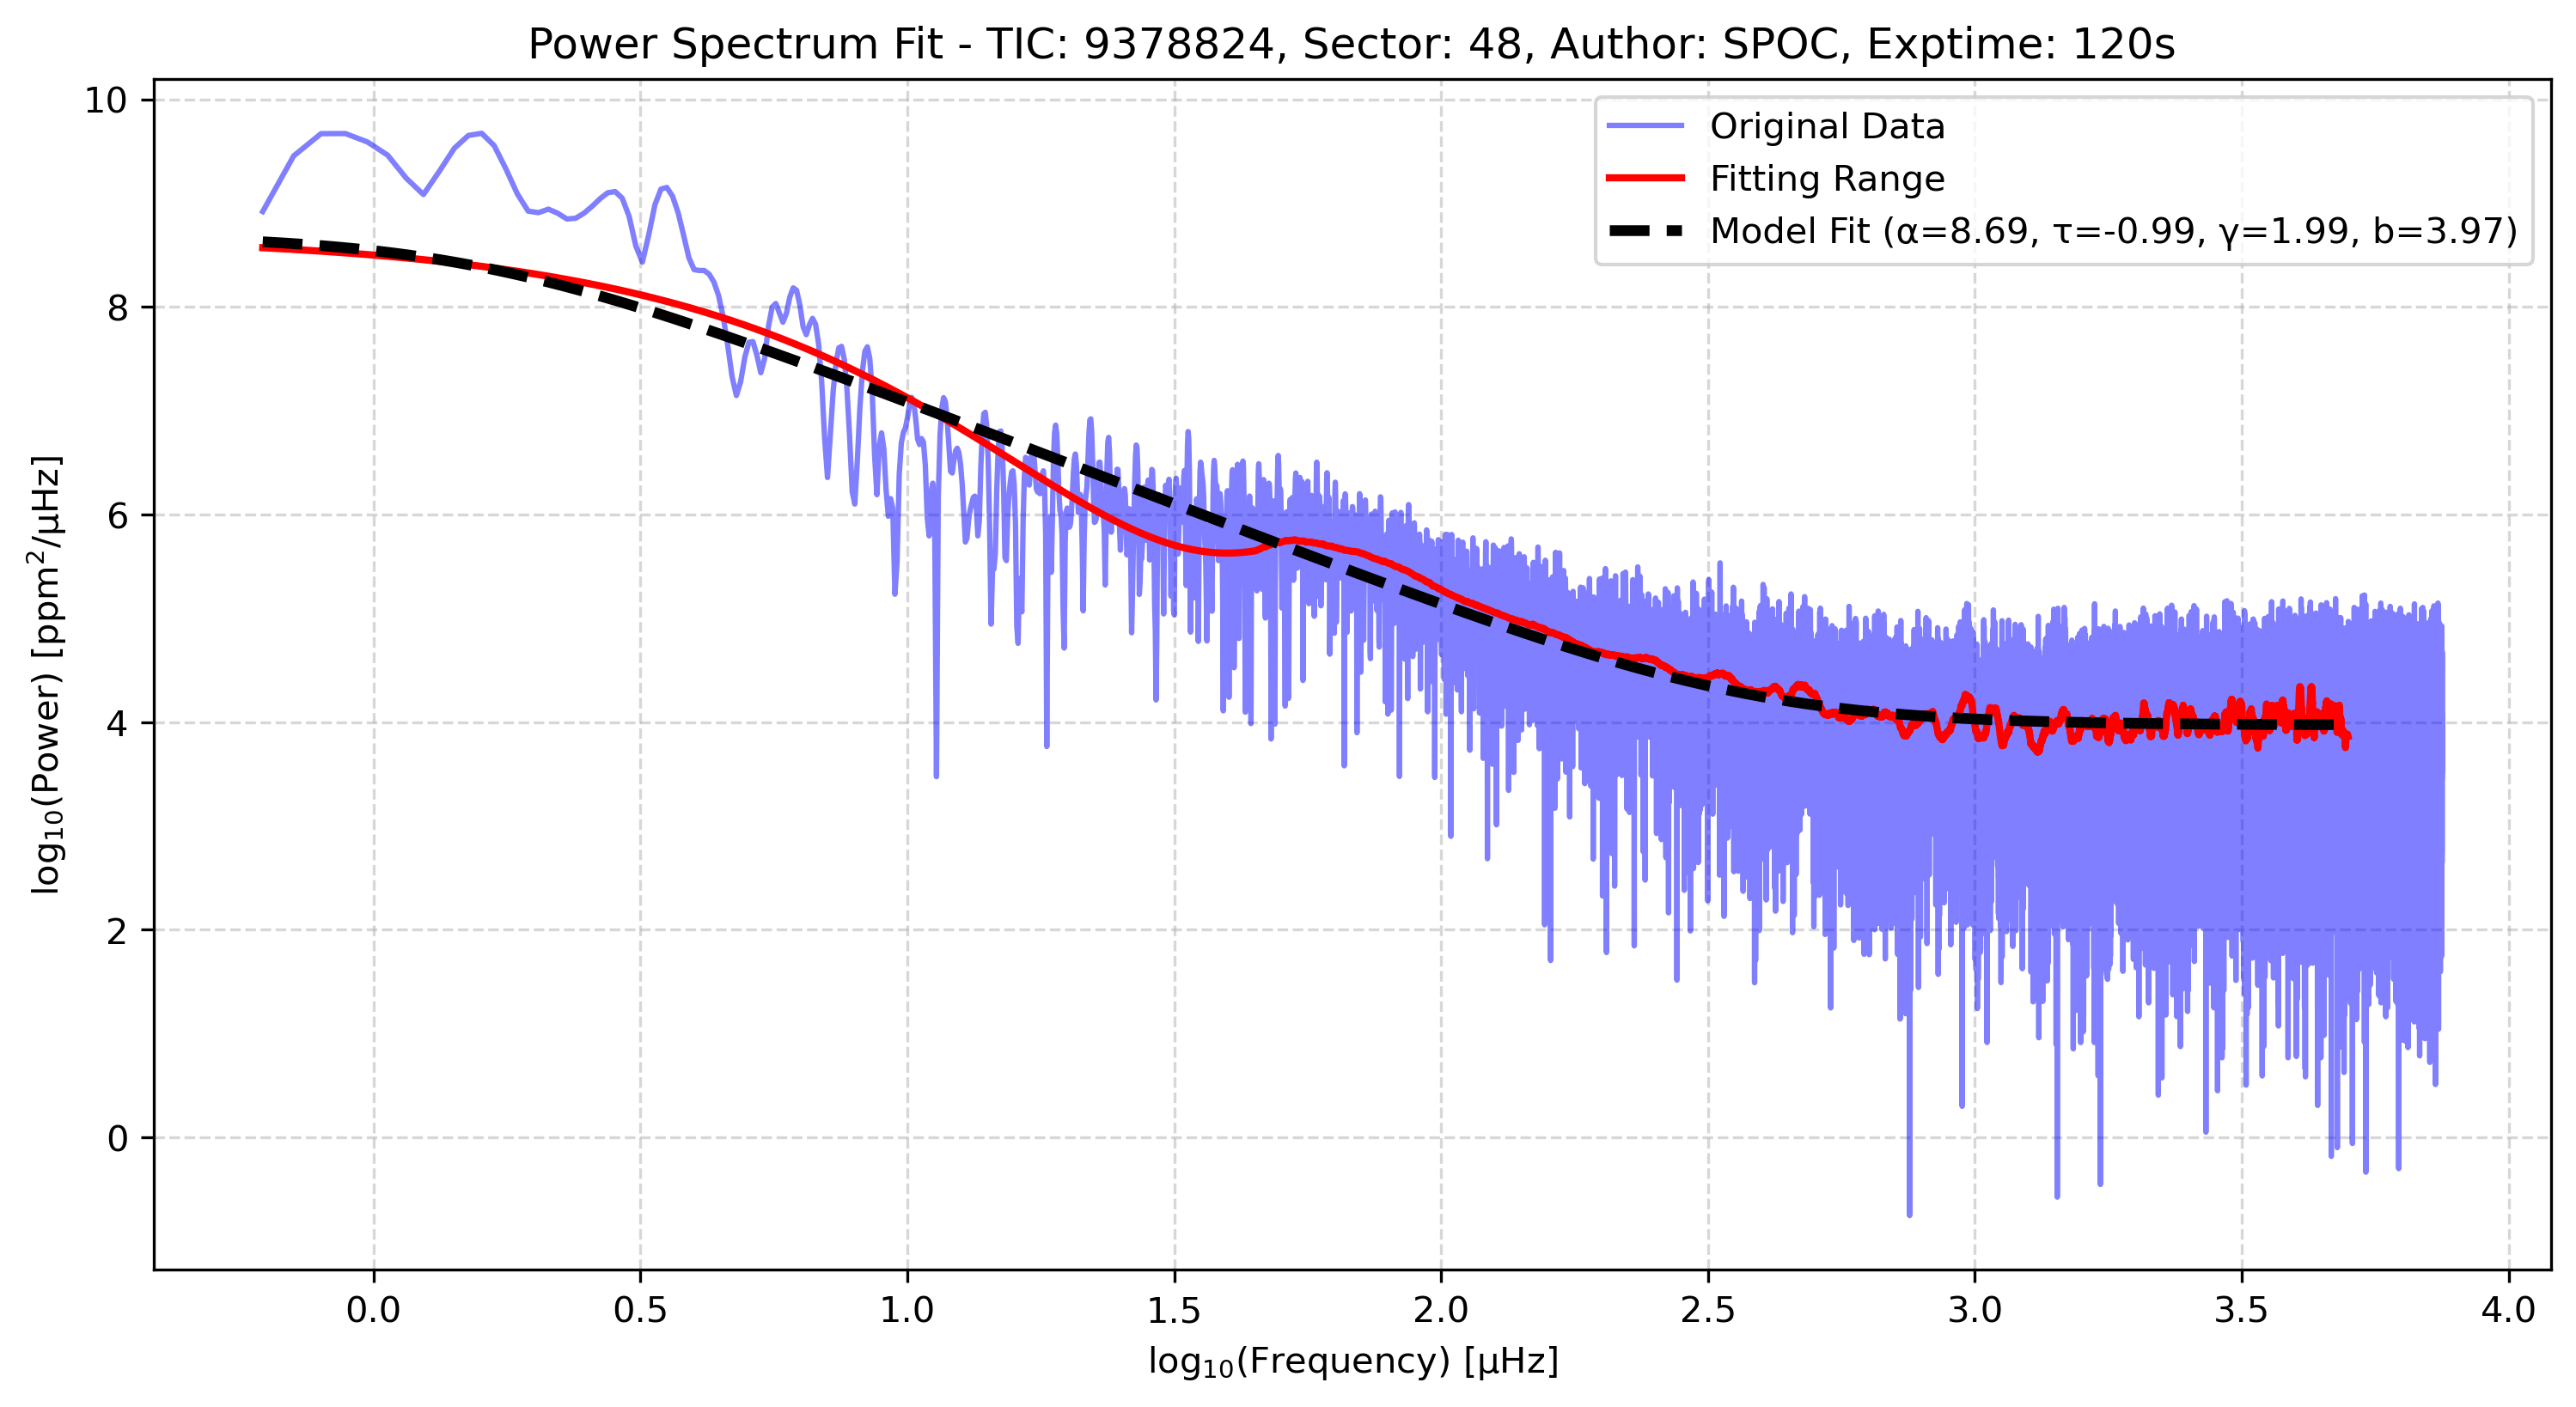 Power Spectrum Fit - TIC: 9378824, Sector: 48, Author: SPOC, Exptime: 120s
Original Data
Fitting Range
Model Fit (α=8.69, τ=-0.99, γ=1.99, b=3.97)
log₁₀(Power) [ppm²/μHz]
10
8
6
4
2
0
0.0 0.5 1.0 1.5 2.0 2.5 3.0 3.5 4.0
log₁₀(Frequency) [μHz]